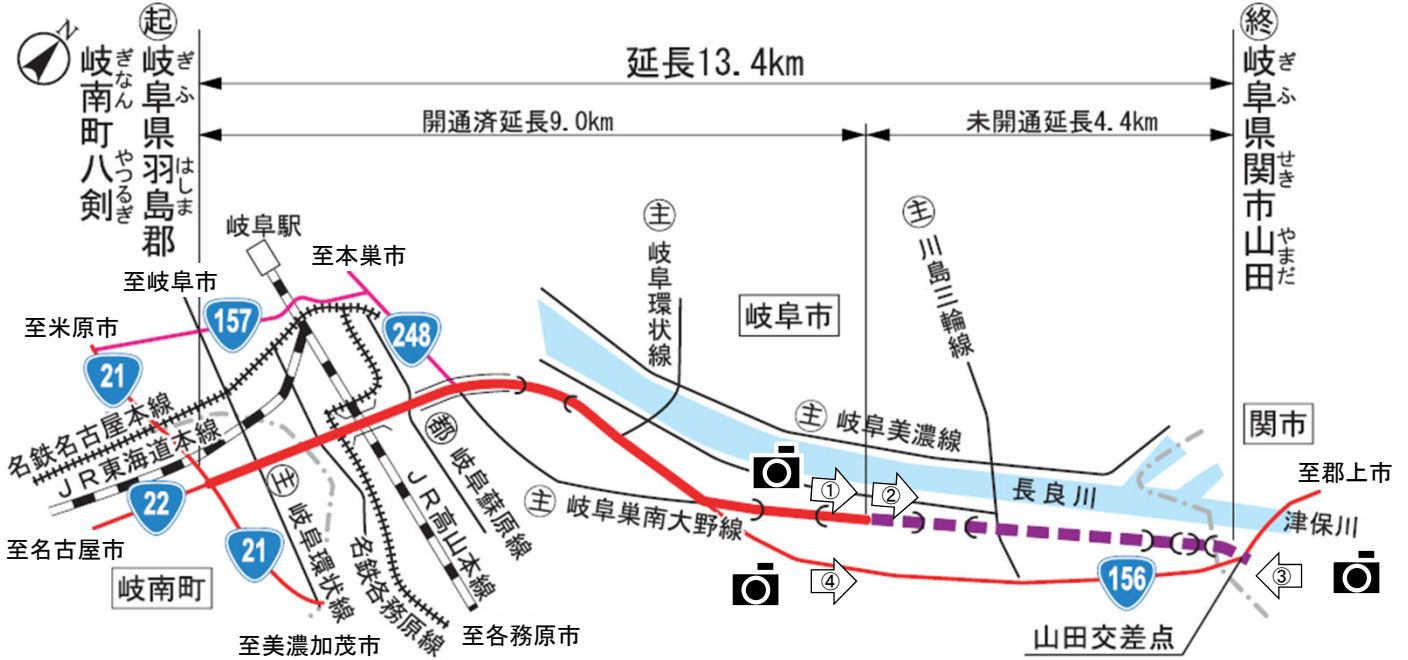 N
起
岐阜県羽島郡
ぎふ
はしま
岐南町八剣
ぎなん
やつるぎ
延長13.4km
開通済延長9.0km
未開通延長4.4km
終
岐阜県関市山田
ぎふ
せき
やまだ
岐阜駅
至本巣市
至岐阜市
至米原市
157
248
21
名鉄名古屋本線
JR東海道本線
22
至名古屋市
岐南町
21
主 岐阜環状線
至美濃加茂市
名鉄各務原線
JR高山本線
至各務原市
都 岐阜蘇原線
主 岐阜巣南大野線
主 岐阜環状線
岐阜市
主 川島三輪線
主 岐阜美濃線
長良川
関市
至郡上市
津保川
①
②
③
④
156
山田交差点